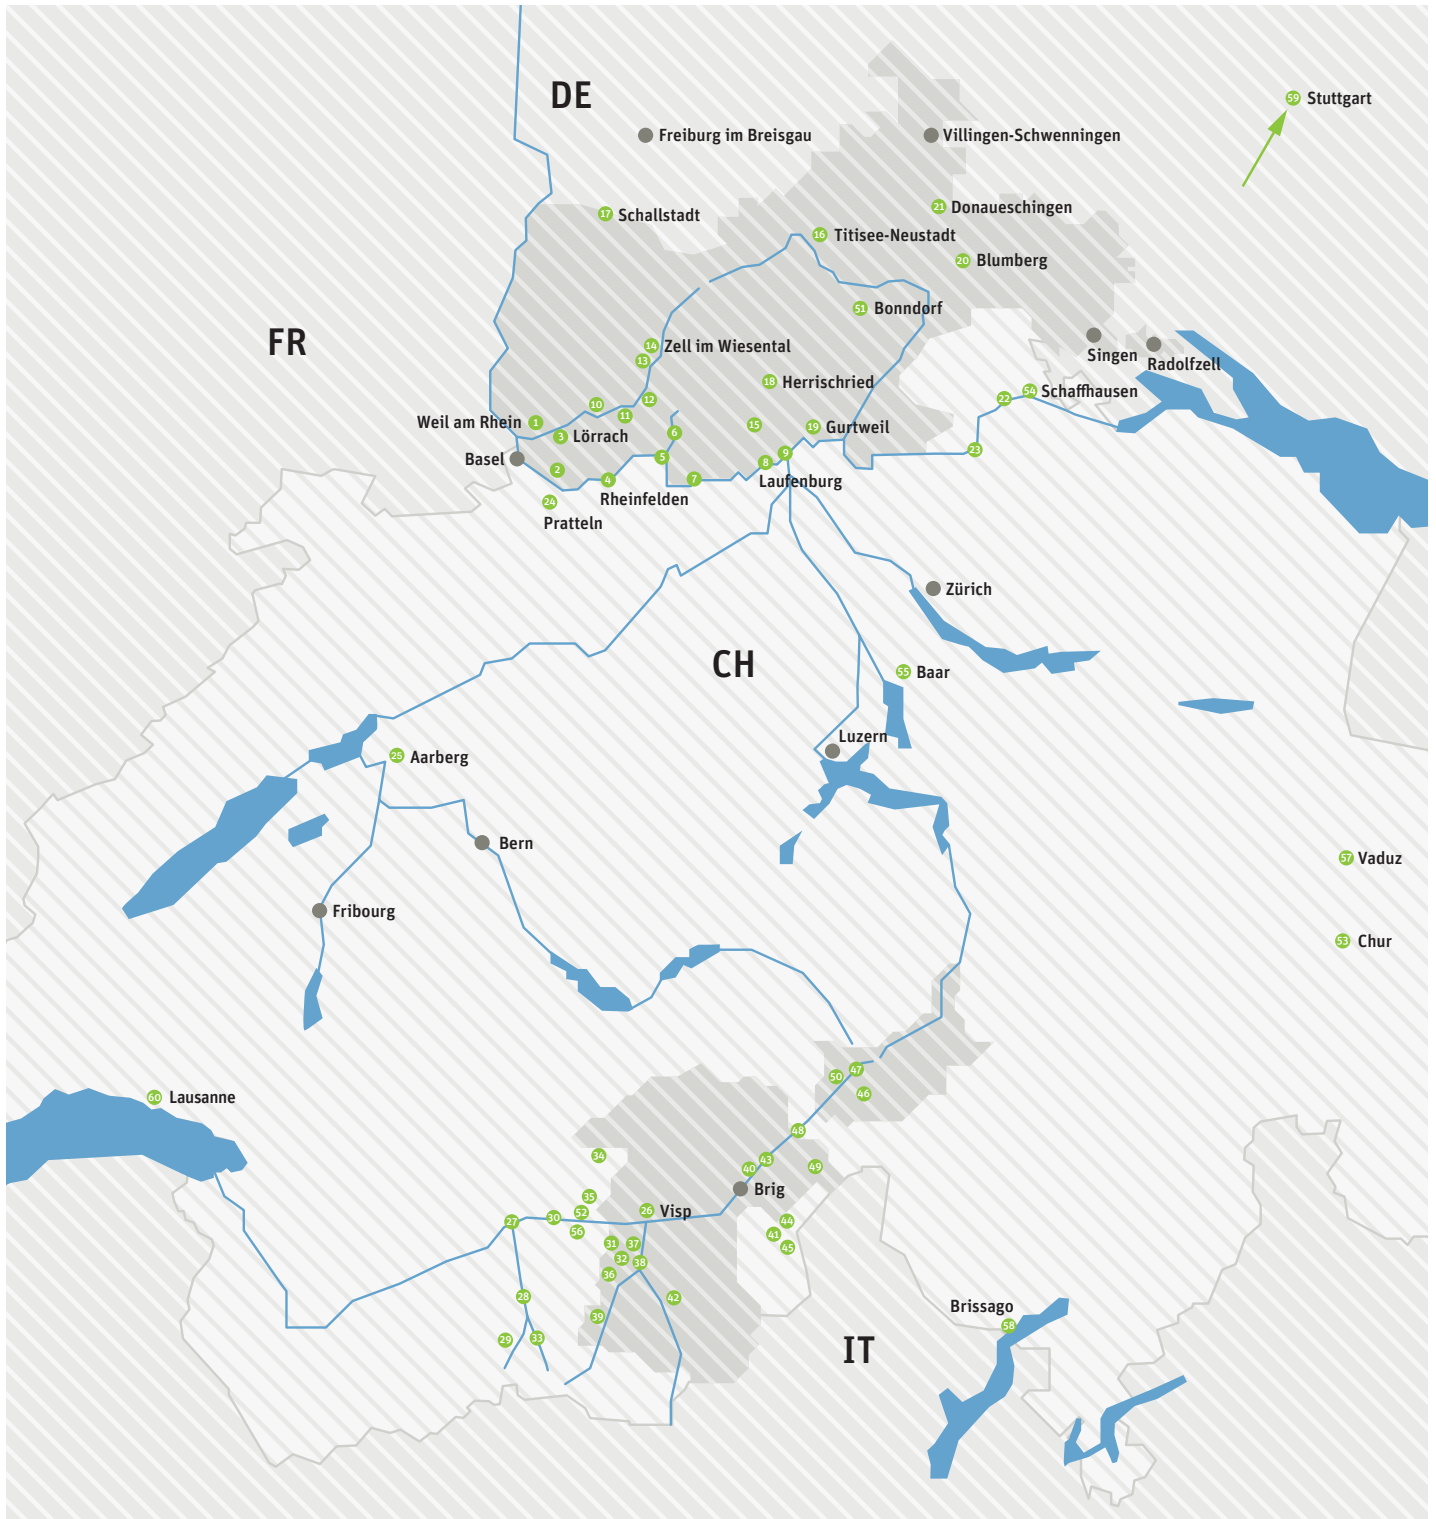 DE
59 Stuttgart
Freiburg im Breisgau
Villingen-Schwenningen
17 Schallstadt
21 Donaueschingen
16 Titisee-Neustadt
20 Blumberg
51 Bonndorf
FR
14 Zell im Wiesental
13
Singen
Radolfzell
18 Herrischried
54 Schaffhausen
22
12
10
11
Weil am Rhein 1
3 Lörrach
15
19 Gurtweil
6
23
Basel
5
9
8
2
4
7
Laufenburg
Rheinfelden
24
Pratteln
Zürich
CH
55 Baar
Luzern
25 Aarberg
Bern
57 Vaduz
Fribourg
53 Chur
47
50
46
60 Lausanne
48
34
43
40
49
Brig
35
52
26 Visp
30
27
44
56
41
31
37
45
32
38
36
28
42
Brissago
39
58
29
33
IT